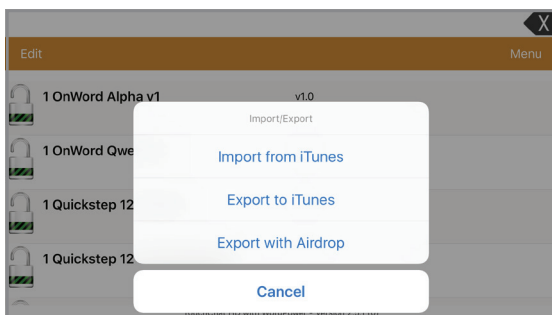 X
Edit Menu
1 OnWord Alpha v1 v1.0
Import/Export
1 OnWord Qwe
Import from iTunes
1 Quickstep 12
Export to iTunes
Export with Airdrop
1 Quickstep 12
Cancel